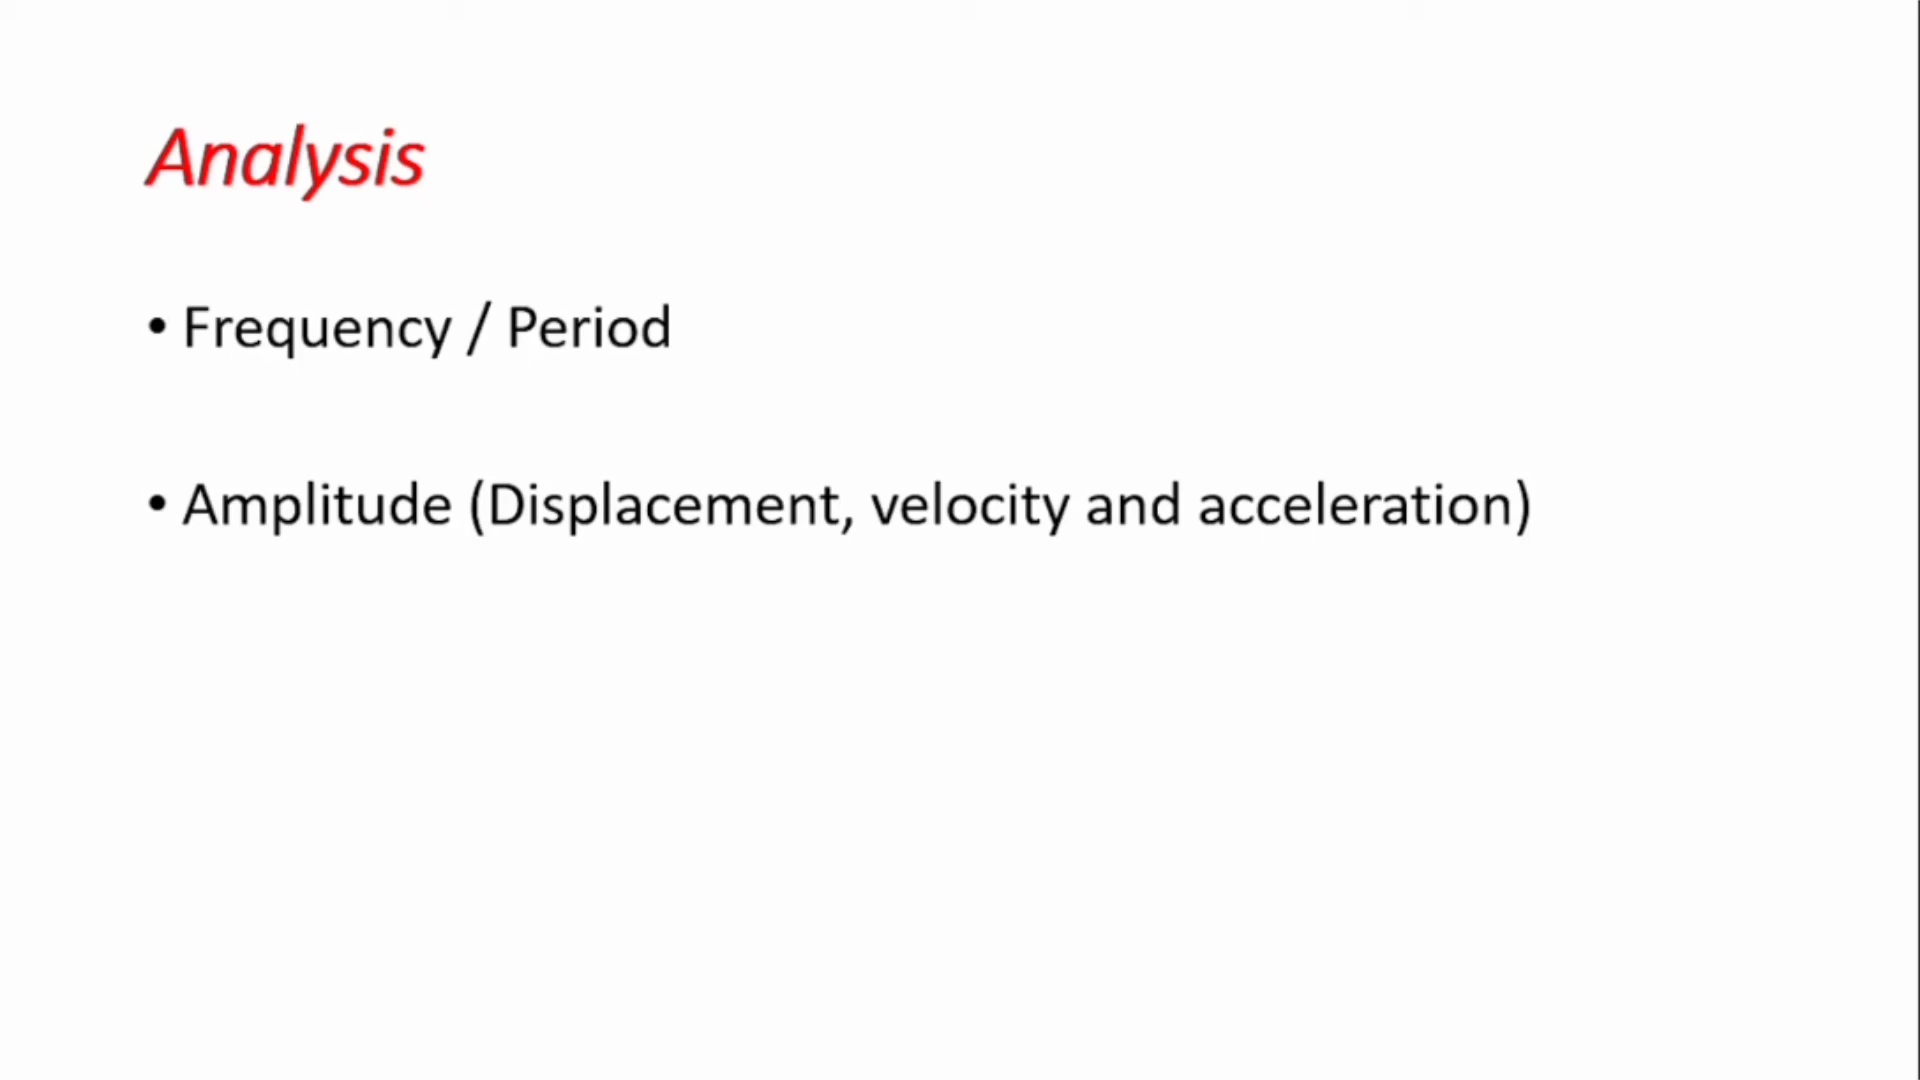 Analysis
• Frequency / Period
• Amplitude (Displacement, velocity and acceleration)